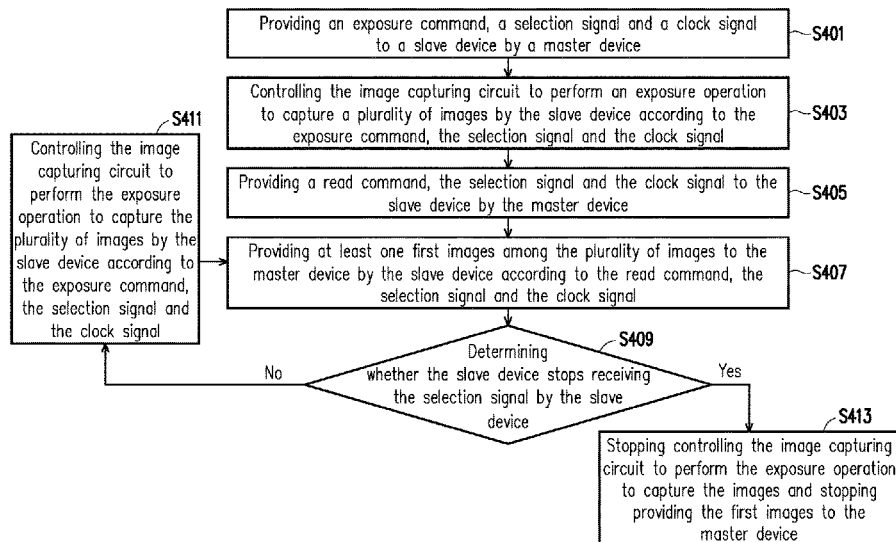 Providing an exposure command, a selection signal and a clock signal
to a slave device by a master device
S401
Controlling the image capturing circuit to perform an exposure operation
to capture a plurality of images by the slave device according to the
exposure command, the selection signal and the clock signal
S403
Providing a read command, the selection signal and the clock signal to the
slave device by the master device
S405
S411
Controlling the image
capturing circuit to
perform the exposure
operation to capture the
plurality of images by the
slave device according to
the exposure command,
the selection signal and
the clock signal
Providing at least one first images among the plurality of images to the
master device by the slave device according to the read command, the
selection signal and the clock signal
S407
S409
Determining
whether the slave device stops receiving
the selection signal by the slave
device
No
Yes
S413
Stopping controlling the image capturing
circuit to perform the exposure operation
to capture the images and stopping
providing the first images to the
master device